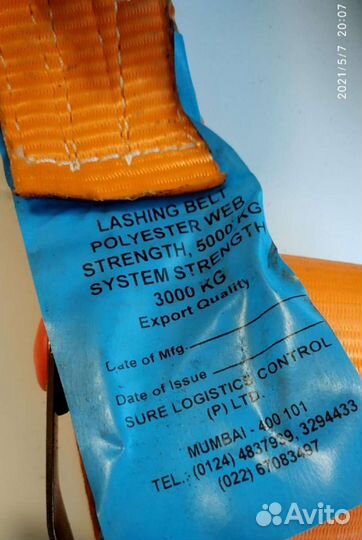 2021/5/7 20:07
LASHING BELT
POLYESTER WEB
STRENGTH, 5000 KG
SYSTEM STRENGTH
3000 KG
Export Quality
Date of Mfg.
Date of Issue
SURE LOGISTICS CONTROL
(P) LTD.
MUMBAI - 400 101
TEL.: (0124) 4837939, 3294433
(022) 67083497
Avito